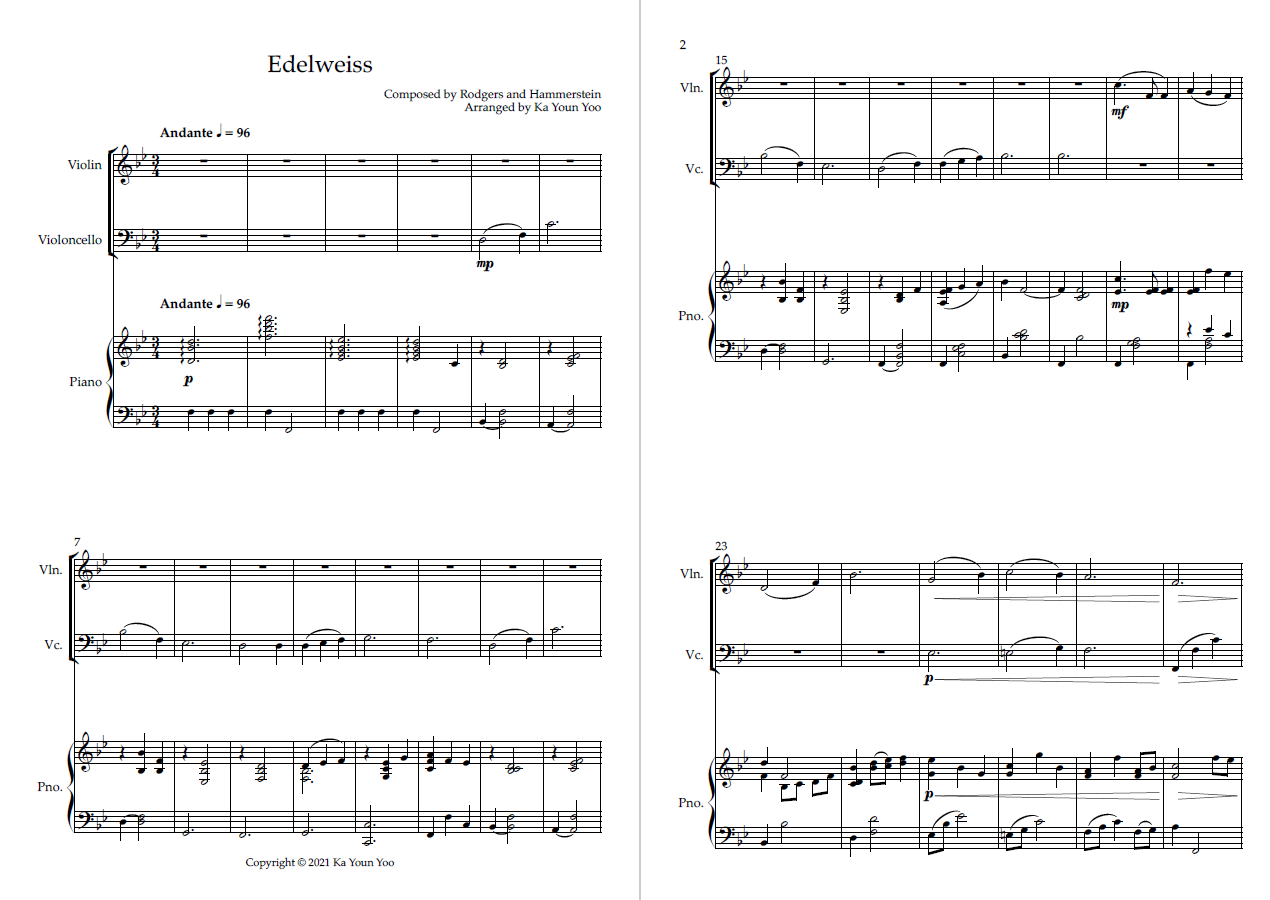 Edelweiss
Composed by Rodgers and Hammerstein
Arranged by Ka Youn Yoo
Andante ♩ = 96
Violin
Violoncello
mp
Andante ♩ = 96
Piano
p
7
Vln.
Vc.
Pno.
Copyright © 2021 Ka Youn Yoo
2
15
Vln.
mf
Vc.
Pno.
mp
23
Vln.
Vc.
p
Pno.
p